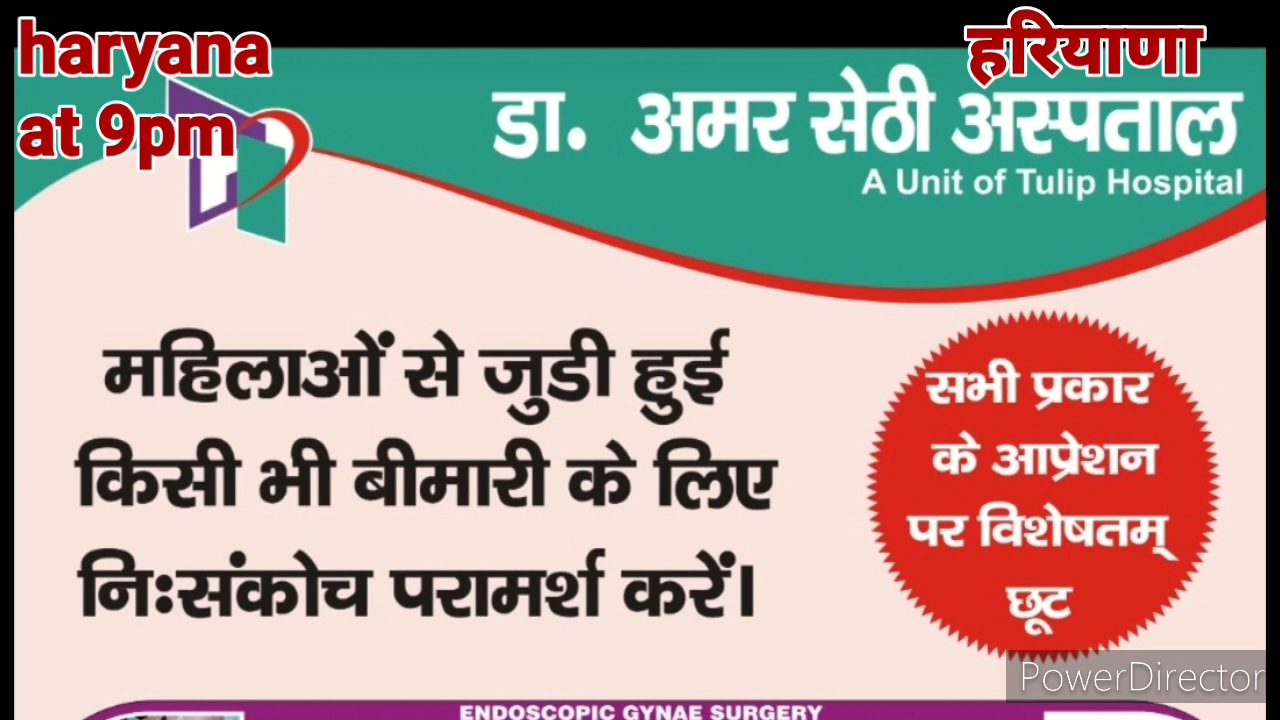 haryana
at 9pm
हरियाणा
डा. अमर सेठी अस्पताल
A Unit of Tulip Hospital
महिलाओं से जुडी हुई
किसी भी बीमारी के लिए
निःसंकोच परामर्श करें।
सभी प्रकार
के आप्रेशन
पर विशेषतम्
छूट
PowerDirector
ENDOSCOPIC GYNAE SURGERY